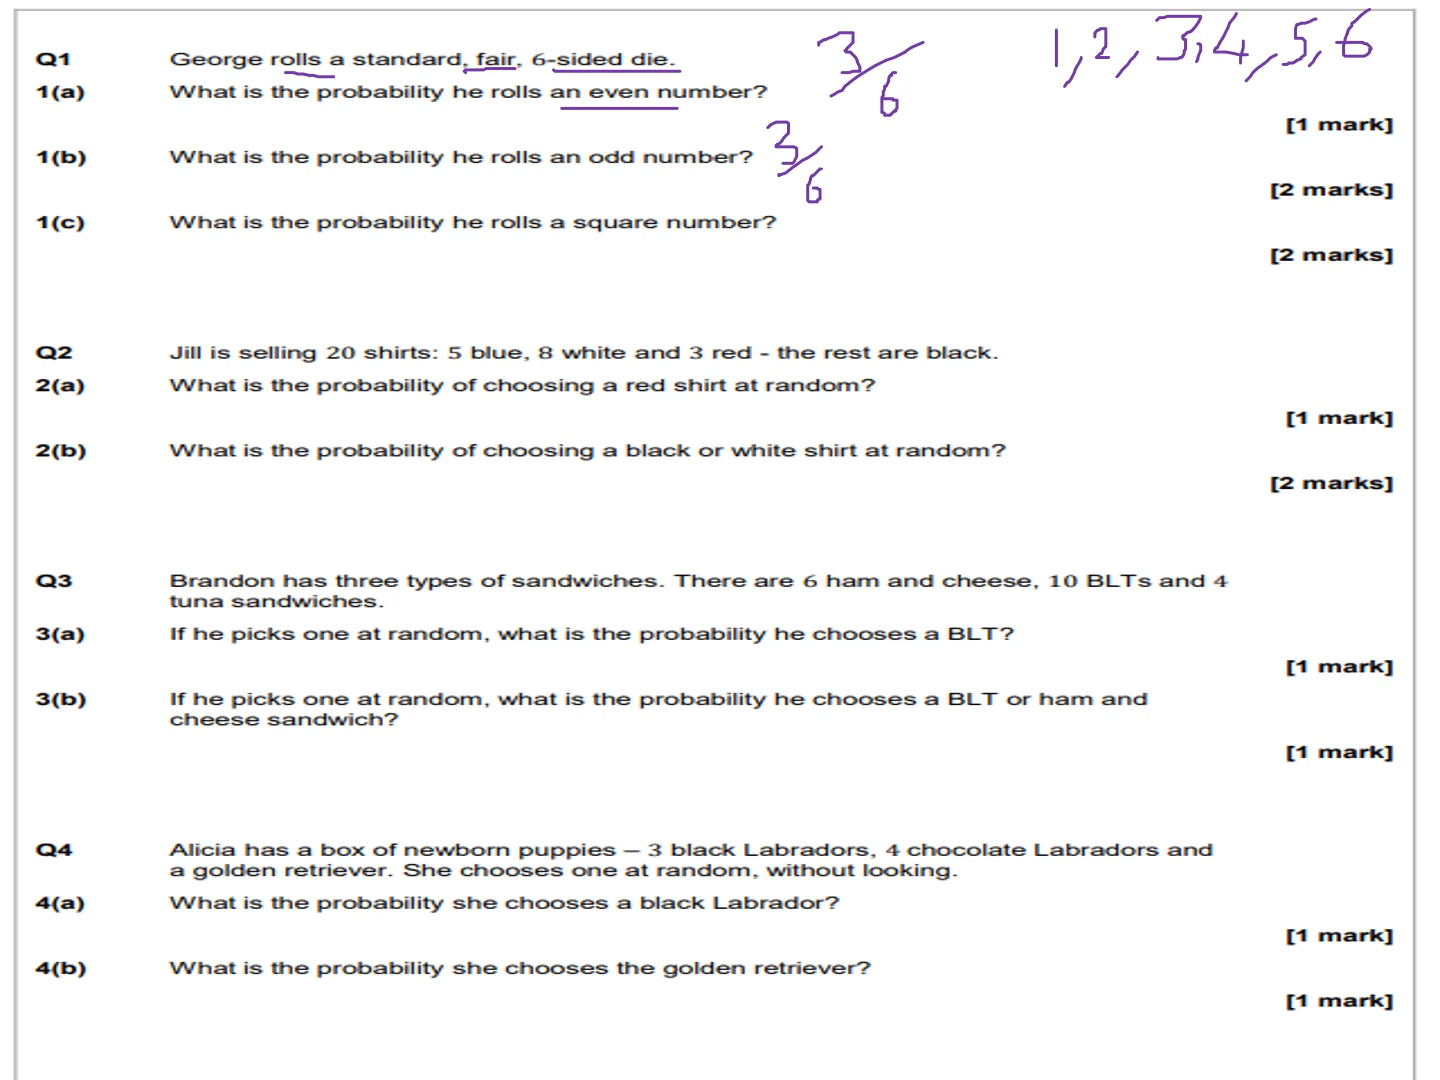 1, 2, 3, 4, 5, 6
Q1 George rolls a standard, fair, 6-sided die.
3/6
1(a) What is the probability he rolls an even number?
[1 mark]
1(b) What is the probability he rolls an odd number? 3/6
[2 marks]
1(c) What is the probability he rolls a square number?
[2 marks]
Q2 Jill is selling 20 shirts: 5 blue, 8 white and 3 red - the rest are black.
2(a) What is the probability of choosing a red shirt at random?
[1 mark]
2(b) What is the probability of choosing a black or white shirt at random?
[2 marks]
Q3 Brandon has three types of sandwiches. There are 6 ham and cheese, 10 BLTs and 4
tuna sandwiches.
3(a) If he picks one at random, what is the probability he chooses a BLT?
[1 mark]
3(b) If he picks one at random, what is the probability he chooses a BLT or ham and
cheese sandwich?
[1 mark]
Q4 Alicia has a box of newborn puppies – 3 black Labradors, 4 chocolate Labradors and
a golden retriever. She chooses one at random, without looking.
4(a) What is the probability she chooses a black Labrador?
[1 mark]
4(b) What is the probability she chooses the golden retriever?
[1 mark]